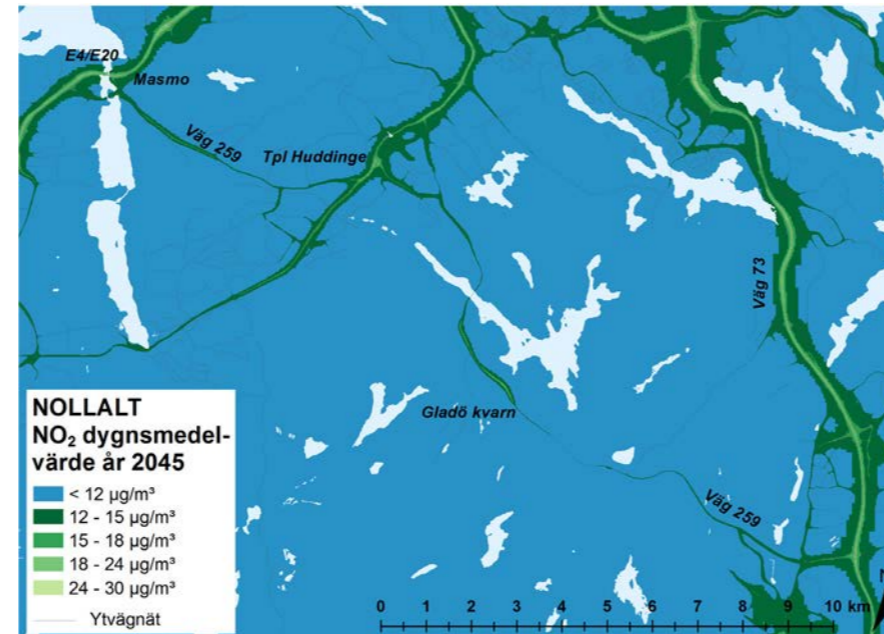 E4/E20
Masmo
Väg 259
Tpl Huddinge
Väg 73
Gladö kvarn
Väg 259
NOLLALT
NO₂ dygnsmedel-
värde år 2045
< 12 µg/m³
12 - 15 µg/m³
15 - 18 µg/m³
18 - 24 µg/m³
24 - 30 µg/m³
Ytvägnät
0 1 2 3 4 5 6 7 8 9 10 km
N